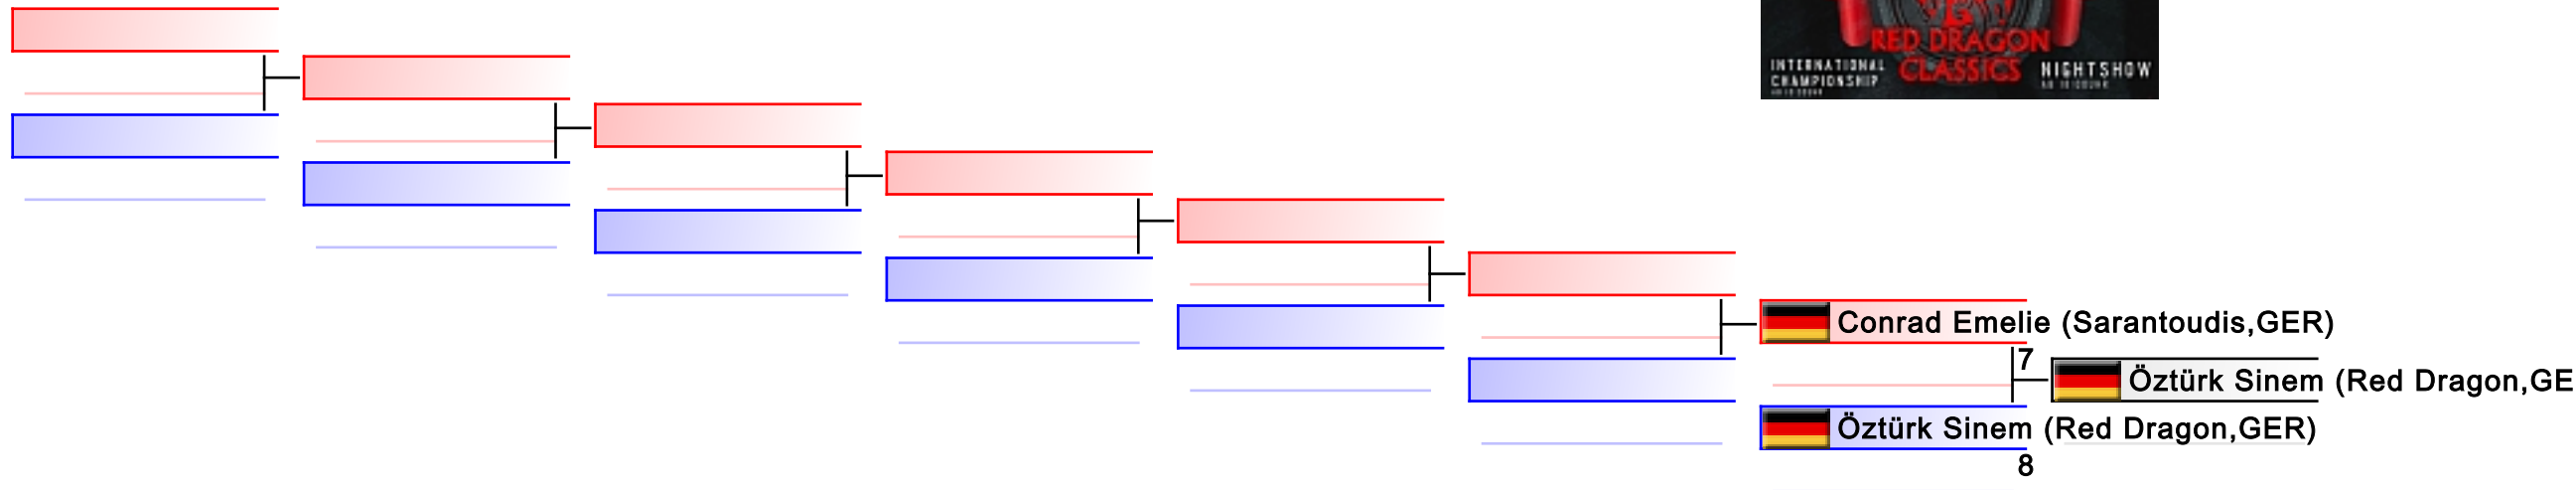 RED DRAGON
CLASSICS
INTERNATIONAL
CHAMPIONSHIP
NIGHTSHOW
Conrad Emelie (Sarantoudis,GER)
7
Öztürk Sinem (Red Dragon,GE
Öztürk Sinem (Red Dragon,GER)
8